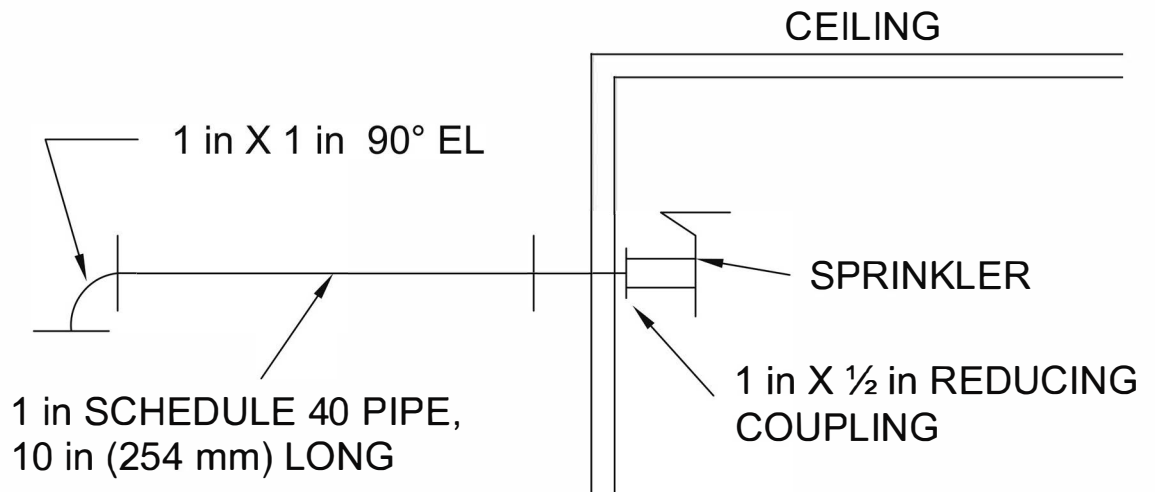 CEILING
1 in X 1 in 90° EL
SPRINKLER
1 in X ½ in REDUCING
COUPLING
1 in SCHEDULE 40 PIPE,
10 in (254 mm) LONG